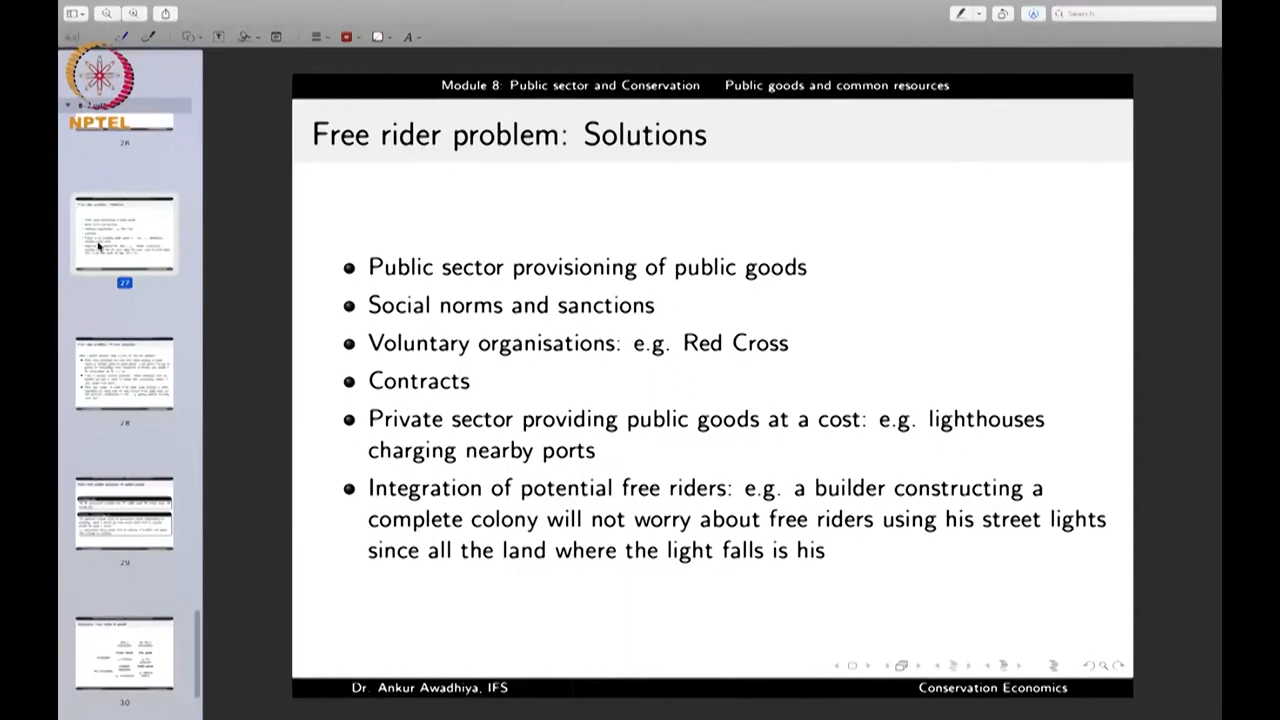 Search
NPTEL
26
27
28
29
30
Module 8: Public sector and Conservation Public goods and common resources
Free rider problem: Solutions
Public sector provisioning of public goods
Social norms and sanctions
Voluntary organisations: e.g. Red Cross
Contracts
Private sector providing public goods at a cost: e.g. lighthouses
charging nearby ports
Integration of potential free riders: e.g. a builder constructing a
complete colony will not worry about free riders using his street lights
since all the land where the light falls is his
Dr. Ankur Awadhiya, IFS Conservation Economics